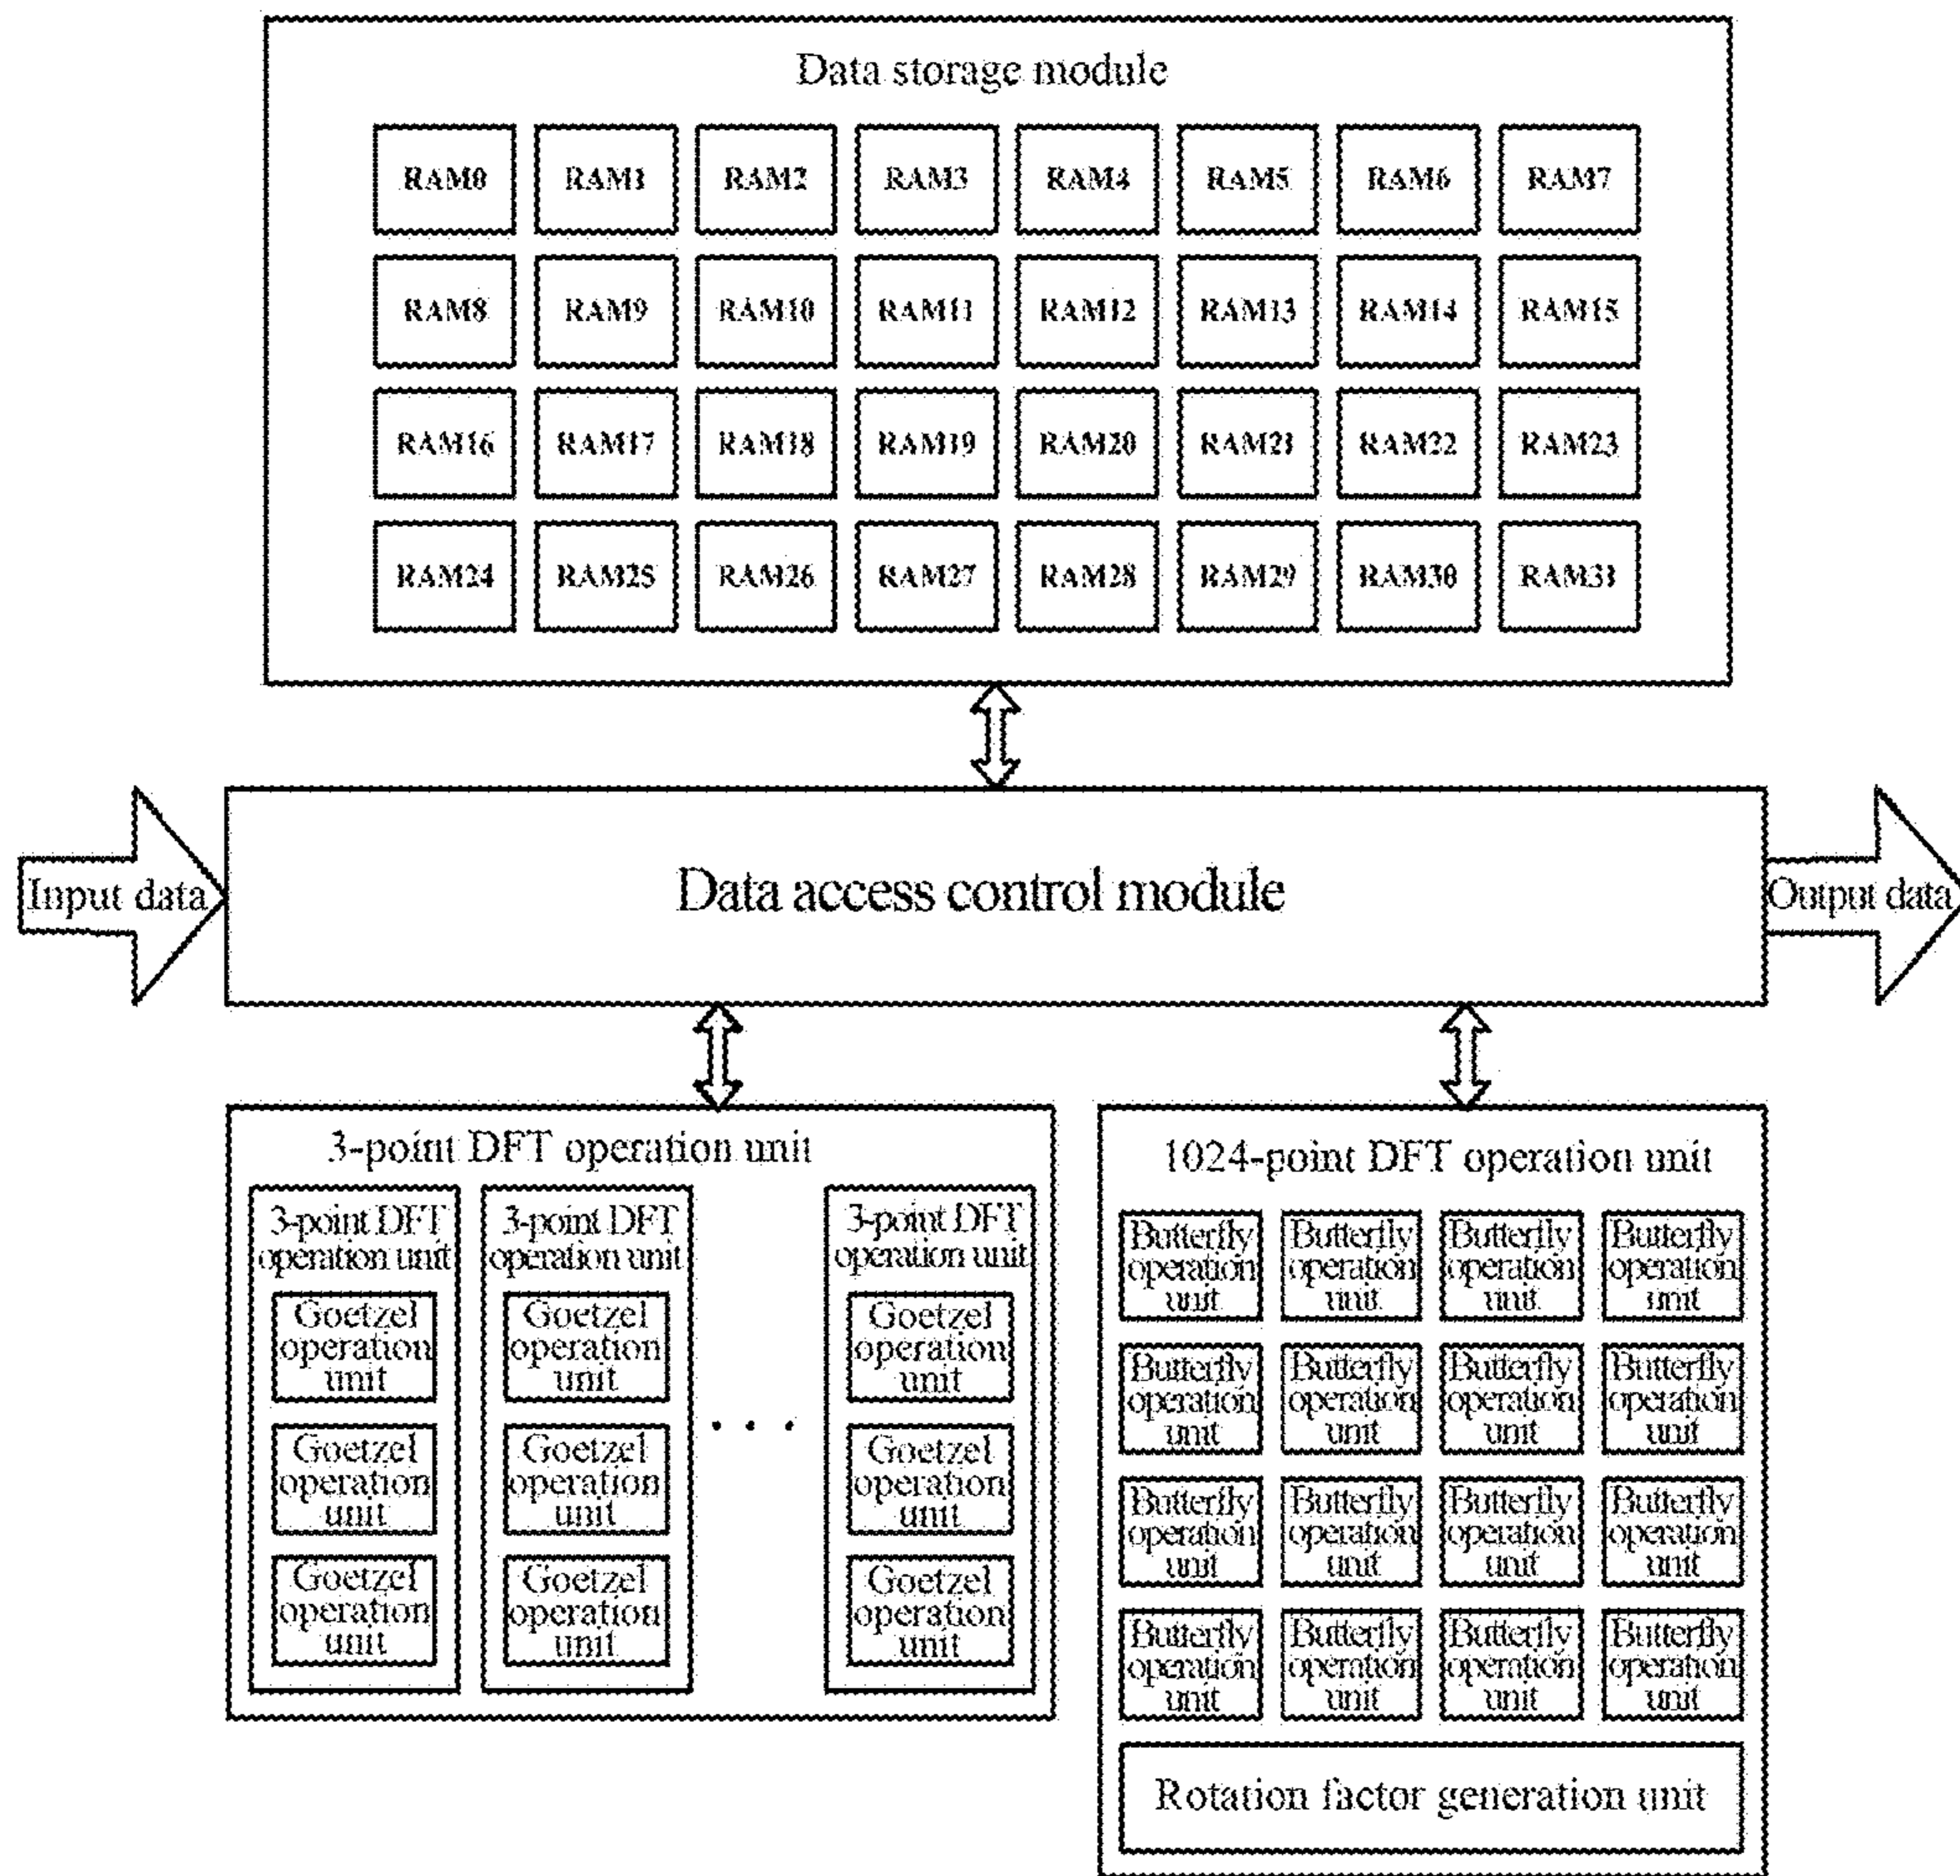 Data storage module
RAM0 RAM1 RAM2 RAM3 RAM4 RAM5 RAM6 RAM7
RAM8 RAM9 RAM10 RAM11 RAM12 RAM13 RAM14 RAM15
RAM16 RAM17 RAM18 RAM19 RAM20 RAM21 RAM22 RAM23
RAM24 RAM25 RAM26 RAM27 RAM28 RAM29 RAM30 RAM31
Input data
Data access control module
Output data
3-point DFT operation unit
3-point DFT
operation unit
Goetzel
operation
unit
Goetzel
operation
unit
Goetzel
operation
unit
3-point DFT
operation unit
Goetzel
operation
unit
Goetzel
operation
unit
Goetzel
operation
unit
. . .
3-point DFT
operation unit
Goetzel
operation
unit
Goetzel
operation
unit
Goetzel
operation
unit
1024-point DFT operation unit
Butterfly
operation
unit
Butterfly
operation
unit
Butterfly
operation
unit
Butterfly
operation
unit
Butterfly
operation
unit
Butterfly
operation
unit
Butterfly
operation
unit
Butterfly
operation
unit
Butterfly
operation
unit
Butterfly
operation
unit
Butterfly
operation
unit
Butterfly
operation
unit
Butterfly
operation
unit
Butterfly
operation
unit
Butterfly
operation
unit
Butterfly
operation
unit
Rotation factor generation unit